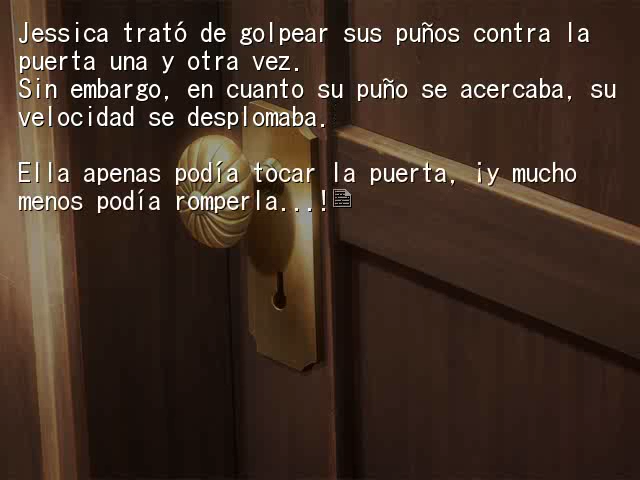 Jessica trató de golpear sus puños contra la
puerta una y otra vez.
Sin embargo, en cuanto su puño se acercaba, su
velocidad se desplomaba.
Ella apenas podía tocar la puerta, ¡y mucho
menos podía romperla...!